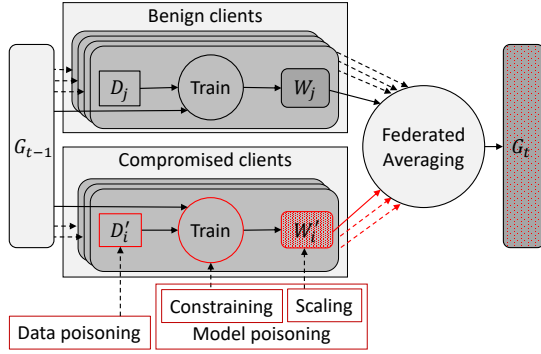 Benign clients
D_j
Train
W_j
G_{t−1}
Federated
Averaging
G_t
Compromised clients
D'_i
Train
W'_i
Constraining
Scaling
Data poisoning
Model poisoning